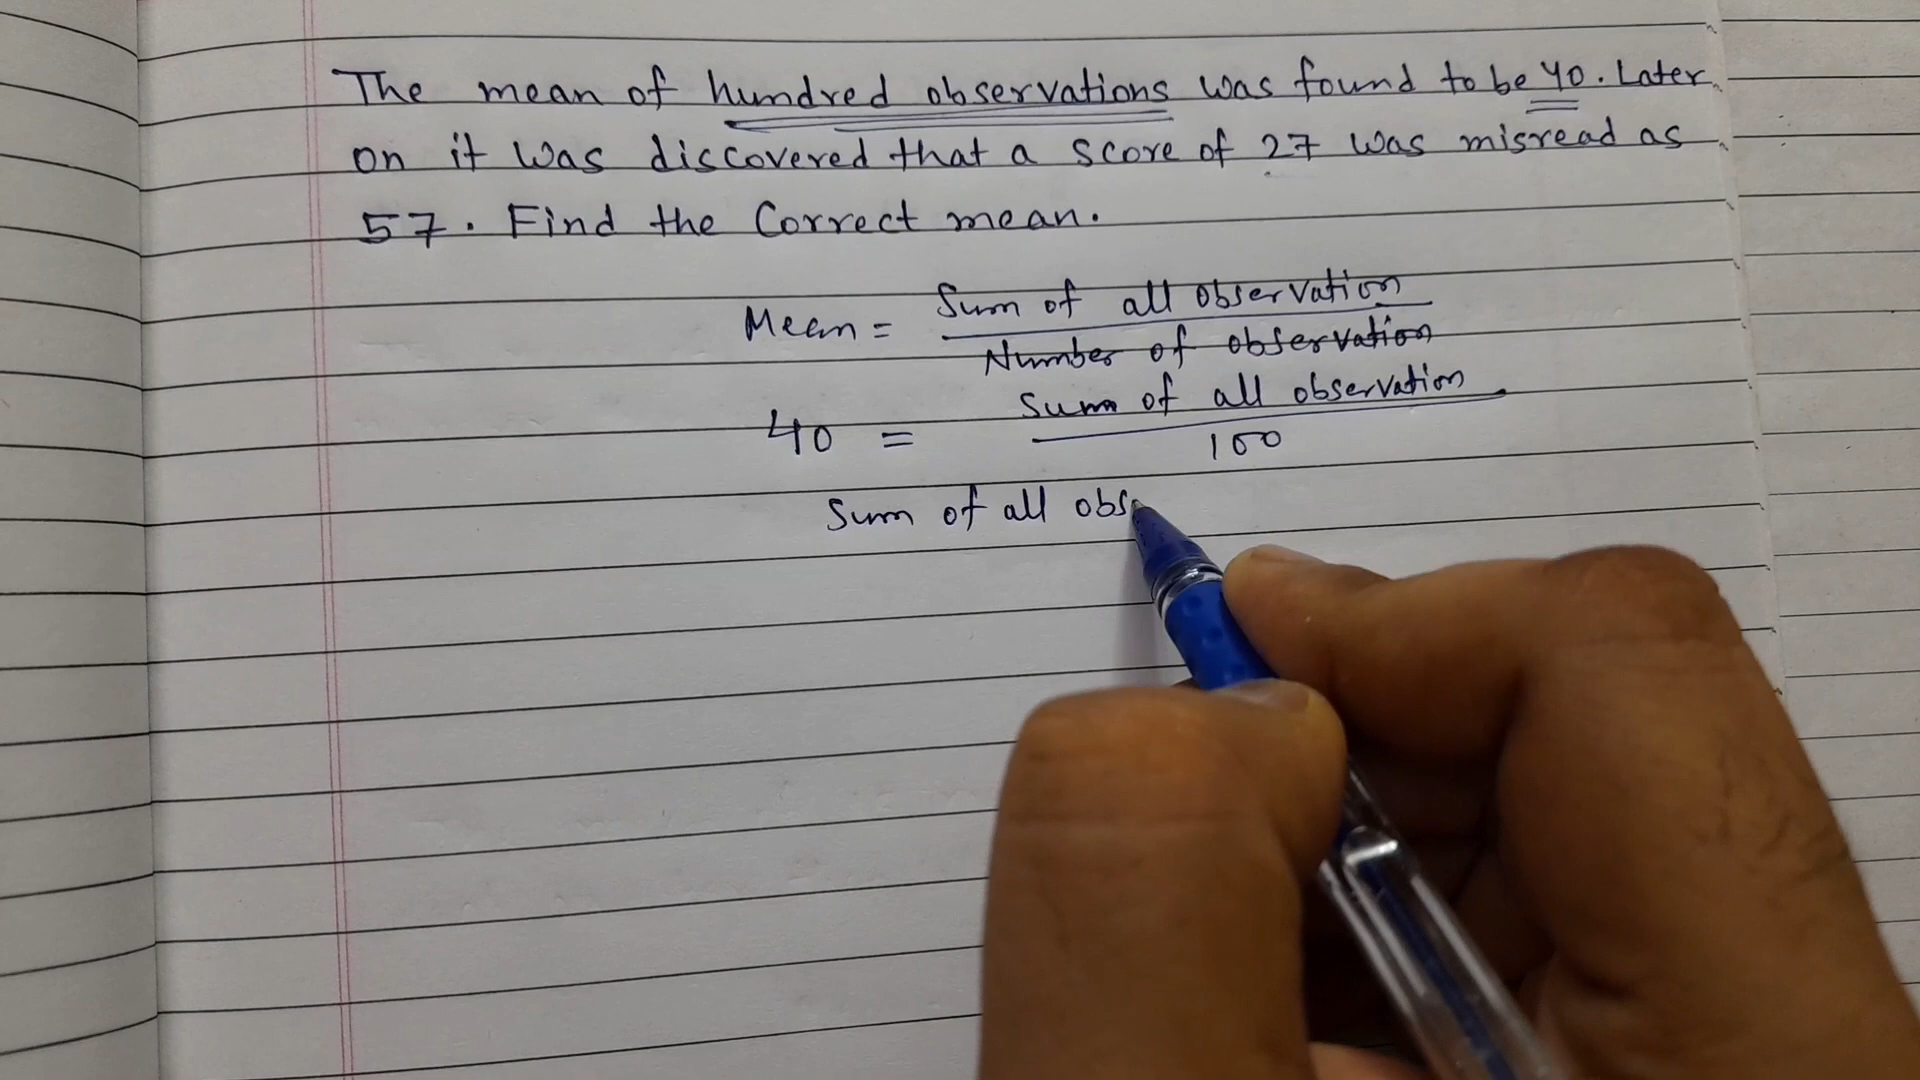 The mean of hundred observations was found to be 40. Later
on it was discovered that a score of 27 was misread as
57. Find the Correct mean.
Mean = Sum of all observation
Number of observation
40 = Sum of all observation
100
Sum of all obs